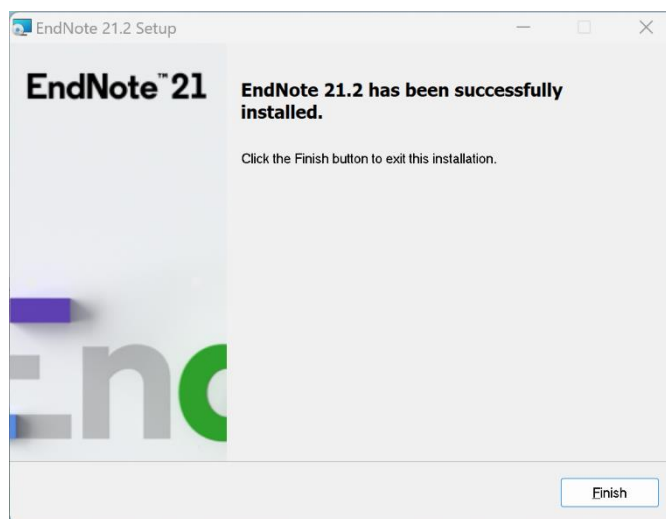 EndNote 21.2 Setup
EndNote™21
EndNote 21.2 has been successfully
installed.
Click the Finish button to exit this installation.
End
Finish